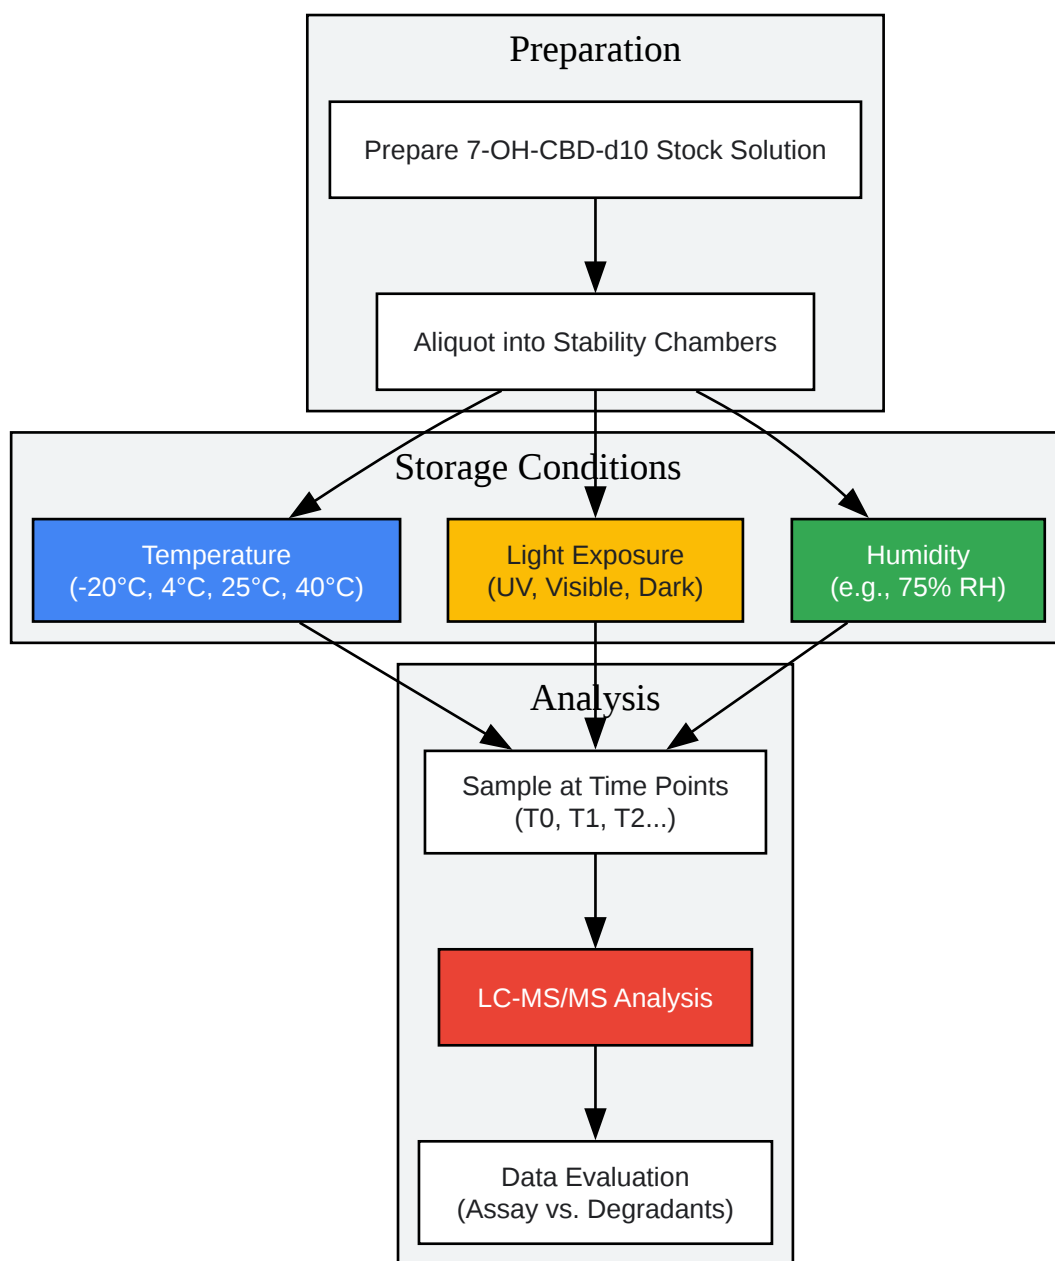 Preparation
Prepare 7-OH-CBD-d10 Stock Solution
Aliquot into Stability Chambers
Storage Conditions
Temperature
(-20°C, 4°C, 25°C, 40°C)
Light Exposure
(UV, Visible, Dark)
Humidity
(e.g., 75% RH)
Analysis
Sample at Time Points
(T0, T1, T2...)
LC-MS/MS Analysis
Data Evaluation
(Assay vs. Degradants)